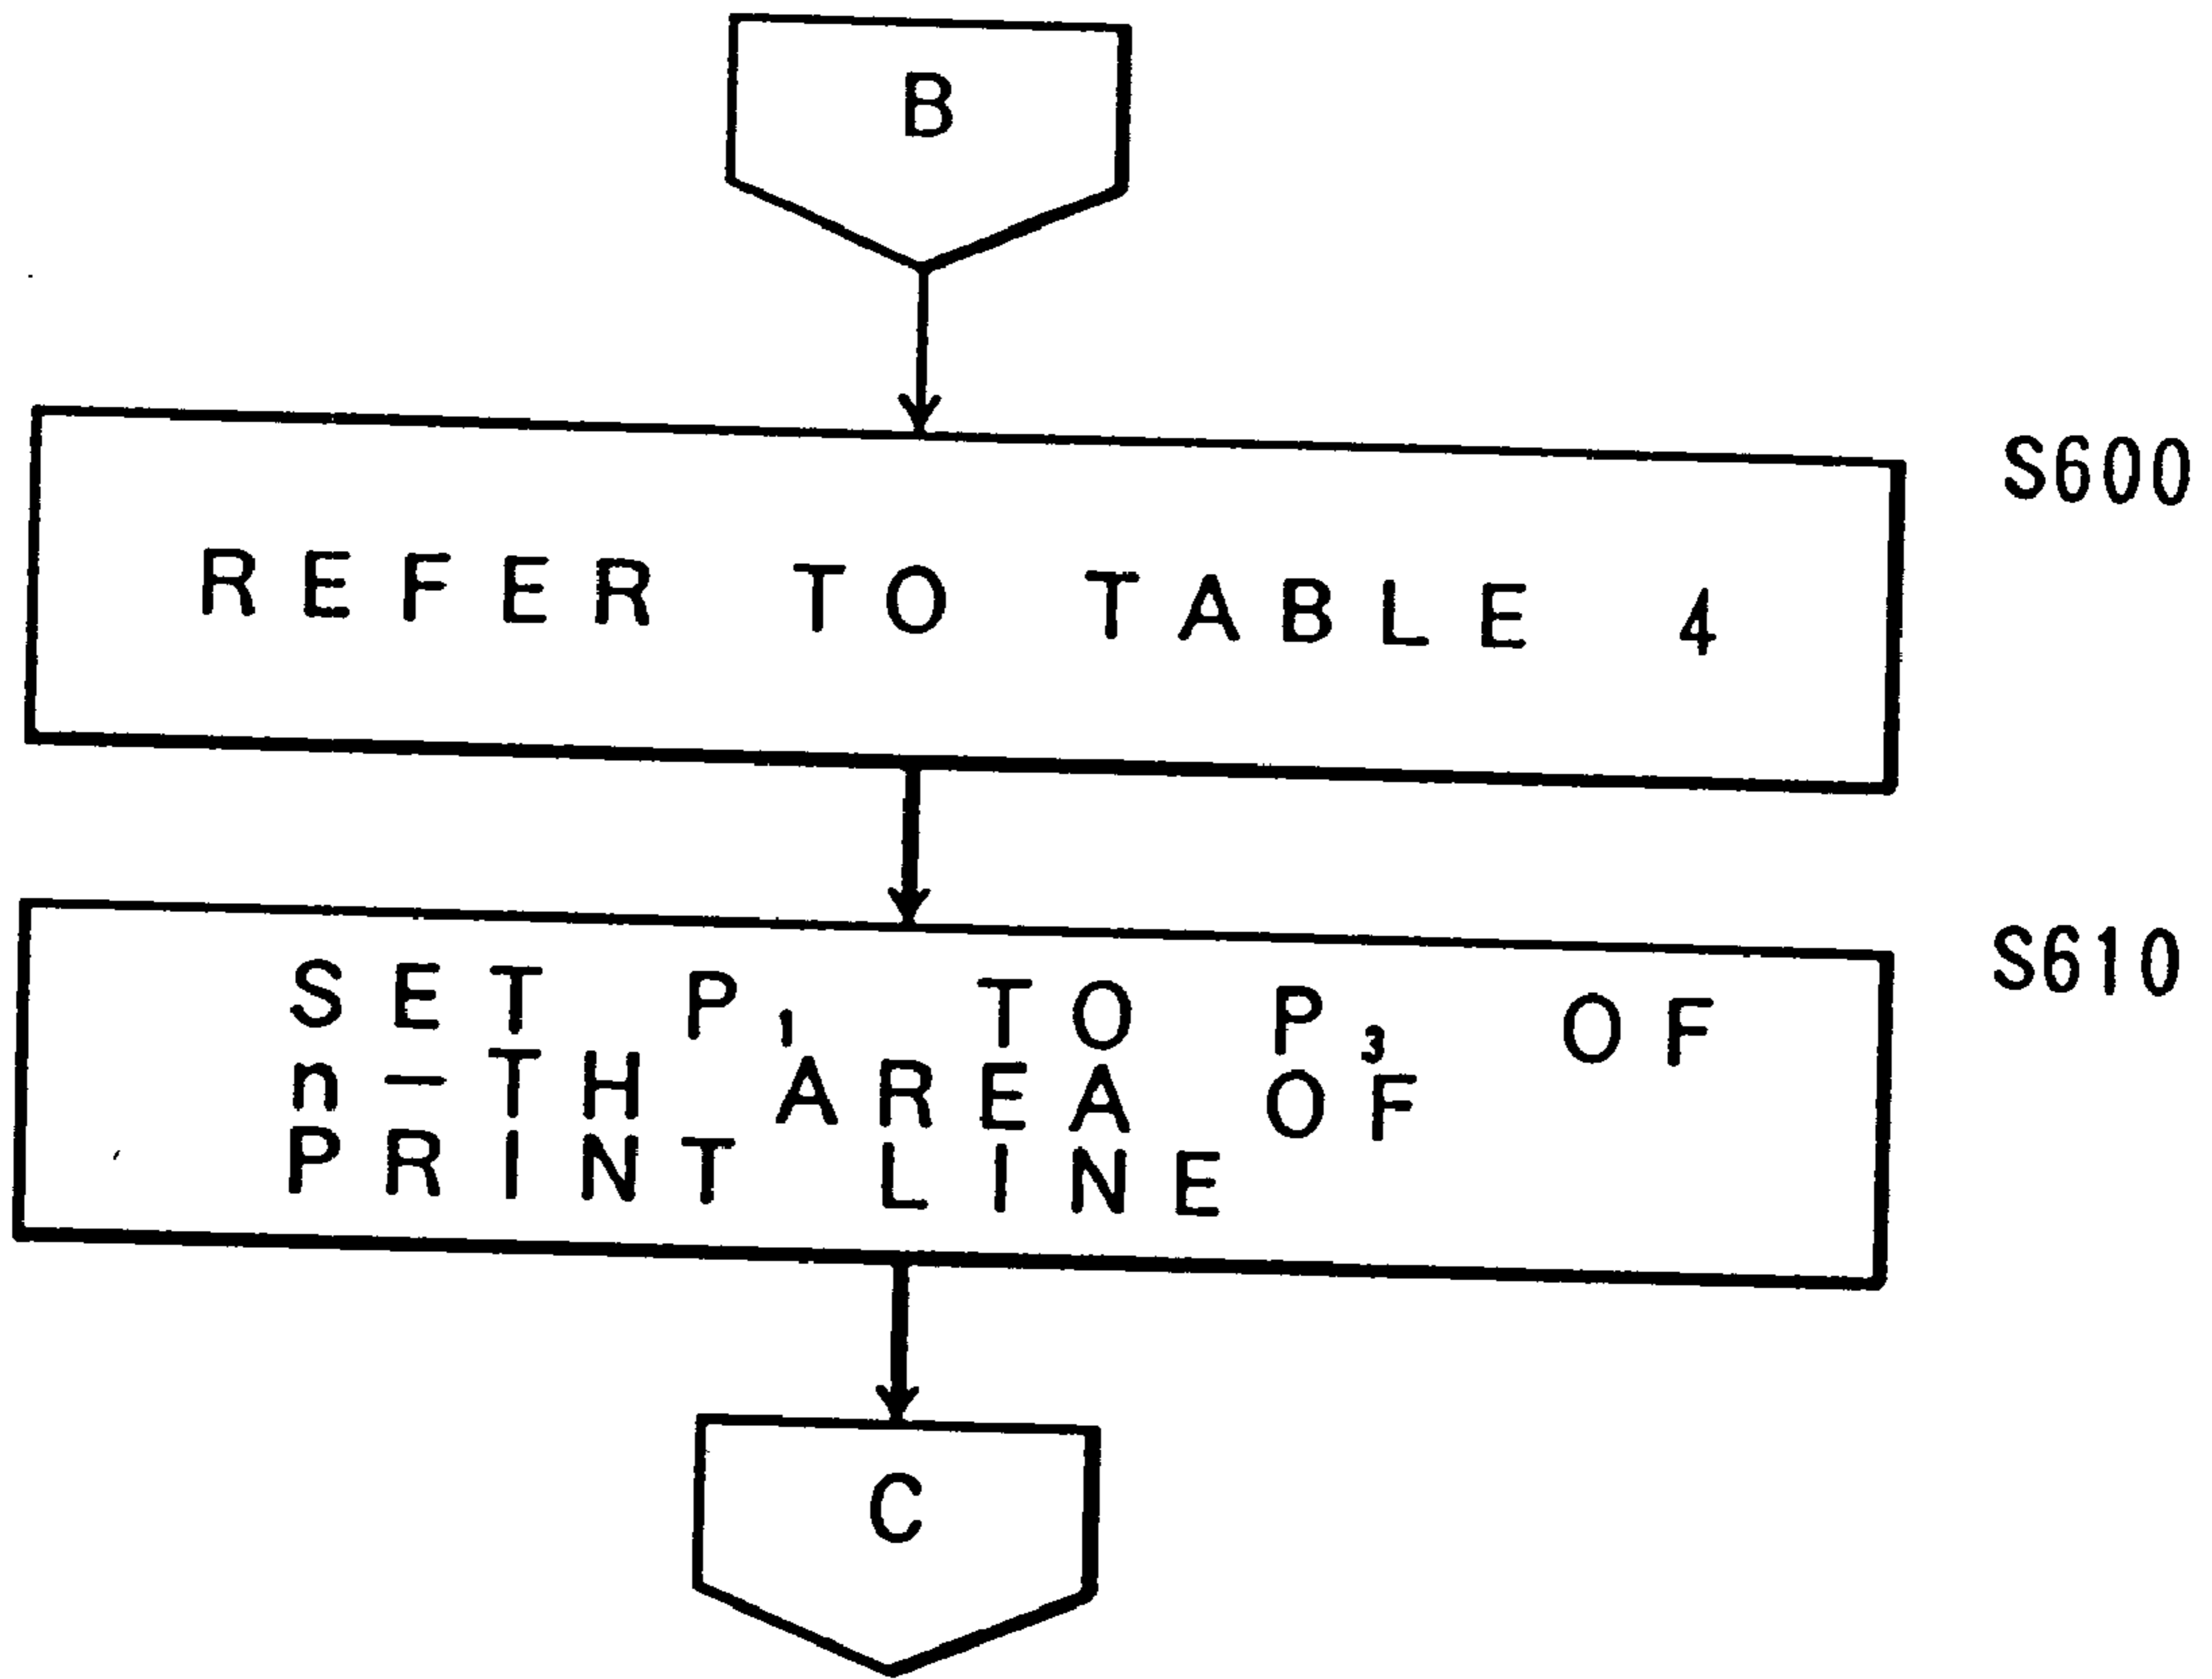 B
S600
REFER TO TABLE 4
S610
SET P₁ TO P₃ OF
n-TH AREA OF
PRINT LINE
C